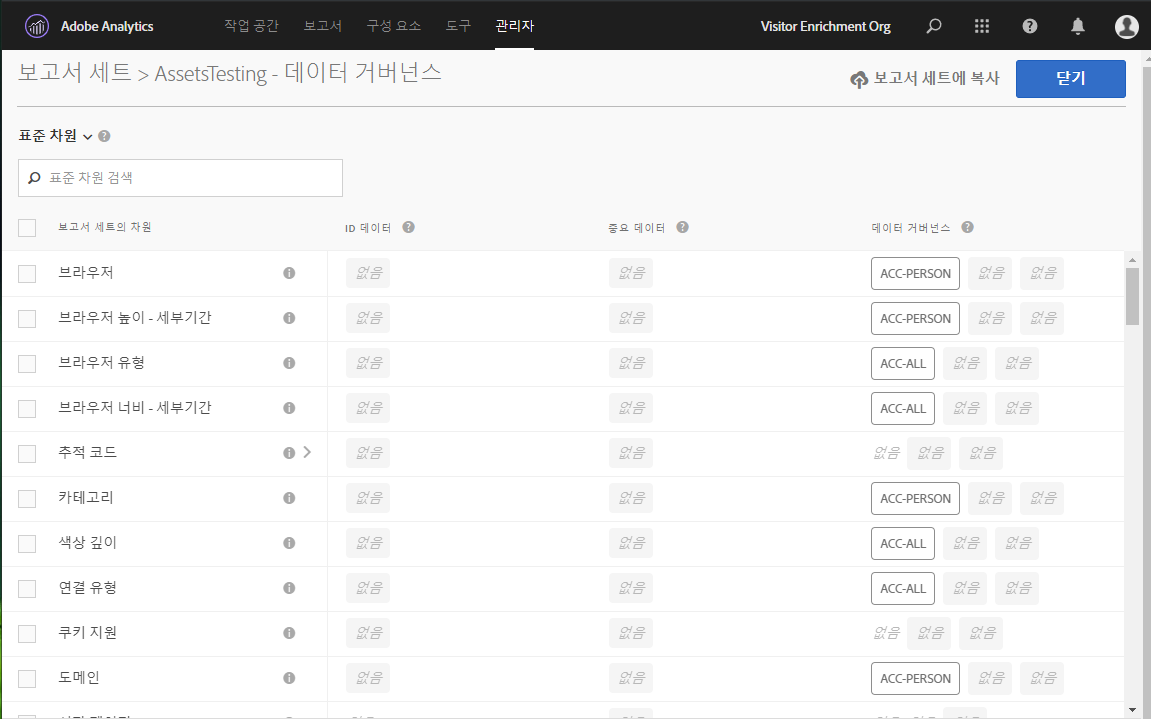 Adobe Analytics 작업 공간 보고서 구성 요소 도구 관리자 Visitor Enrichment Org
보고서 세트 > AssetsTesting - 데이터 거버넌스 보고서 세트에 복사 닫기
표준 차원
표준 차원 검색
보고서 세트의 차원 ID 데이터 중요 데이터 데이터 거버넌스
브라우저 없음 없음 ACC-PERSON 없음 없음
브라우저 높이 - 세부기간 없음 없음 ACC-PERSON 없음 없음
브라우저 유형 없음 없음 ACC-ALL 없음 없음
브라우저 너비 - 세부기간 없음 없음 ACC-ALL 없음 없음
추적 코드 없음 없음 없음 없음 없음
카테고리 없음 없음 ACC-PERSON 없음 없음
색상 깊이 없음 없음 ACC-ALL 없음 없음
연결 유형 없음 없음 ACC-ALL 없음 없음
쿠키 지원 없음 없음 없음 없음 없음
도메인 없음 없음 ACC-PERSON 없음 없음